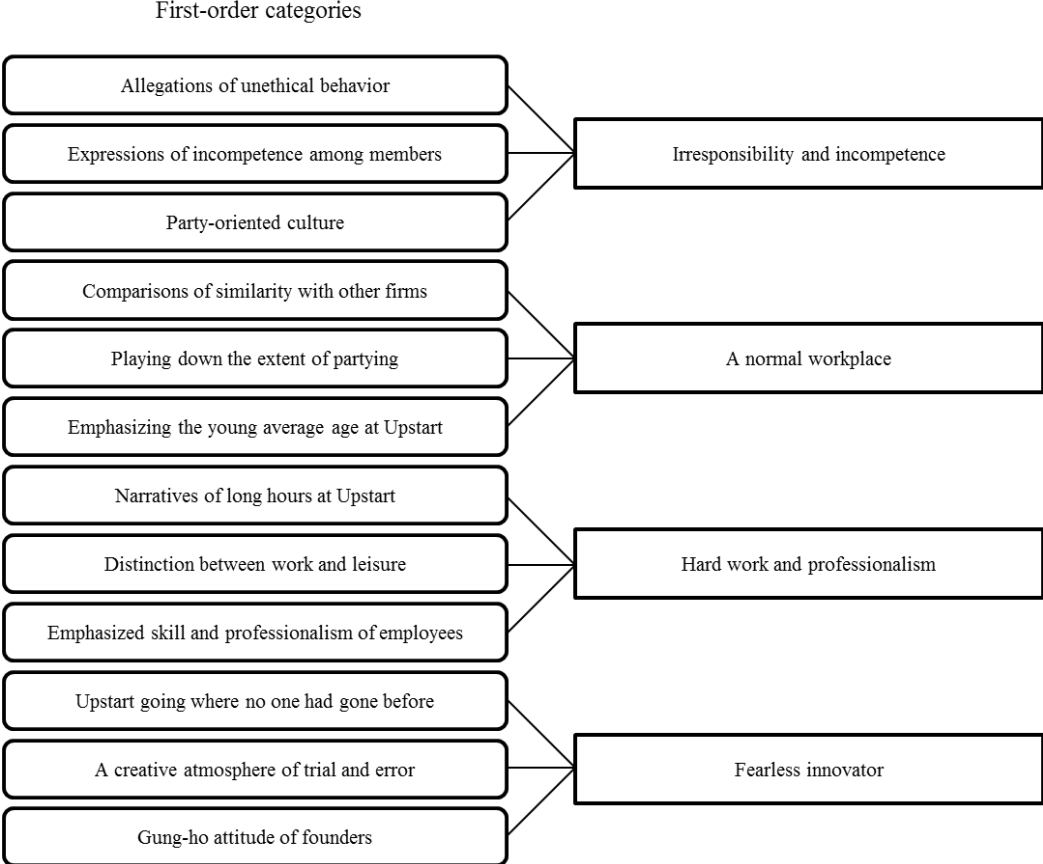 First-order categories
Allegations of unethical behavior
Expressions of incompetence among members
Party-oriented culture
Irresponsibility and incompetence
Comparisons of similarity with other firms
Playing down the extent of partying
Emphasizing the young average age at Upstart
A normal workplace
Narratives of long hours at Upstart
Distinction between work and leisure
Emphasized skill and professionalism of employees
Hard work and professionalism
Upstart going where no one had gone before
A creative atmosphere of trial and error
Gung-ho attitude of founders
Fearless innovator